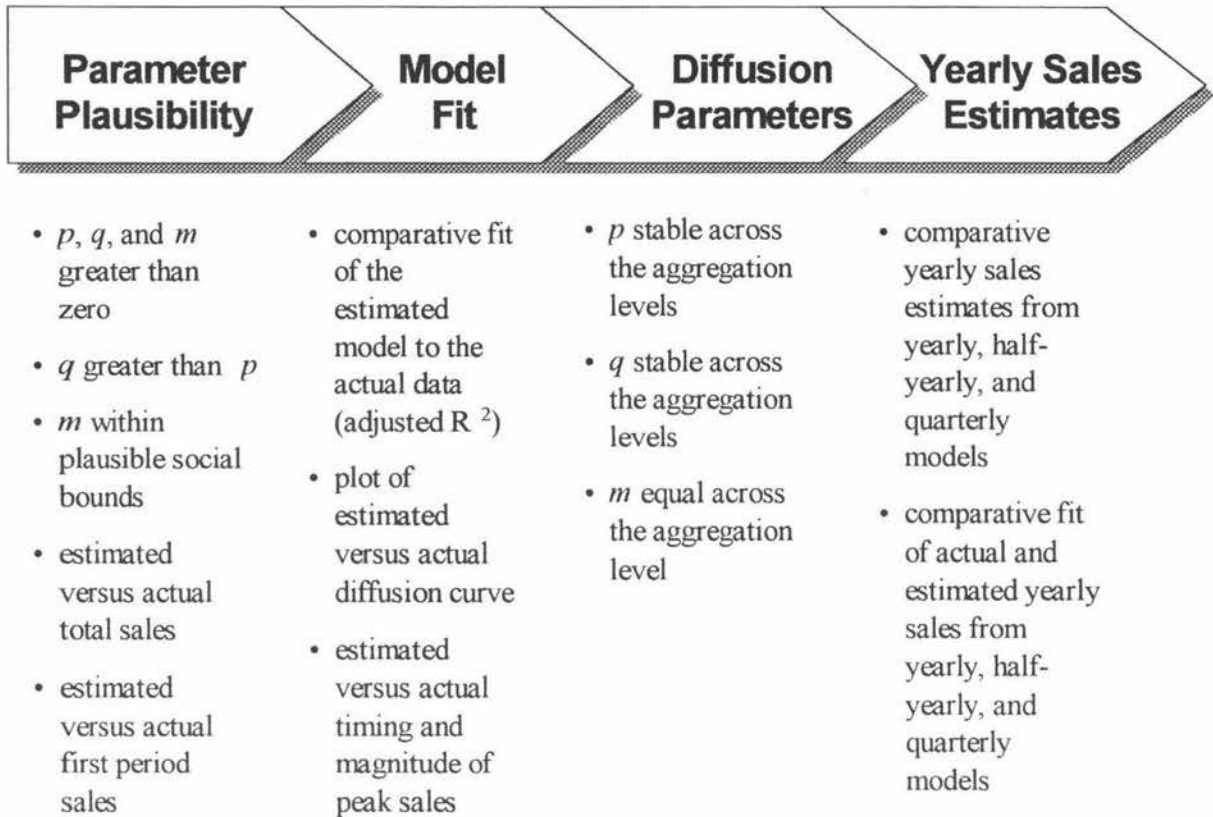 Parameter
Plausibility
Model
Fit
Diffusion
Parameters
Yearly Sales
Estimates
• p, q, and m
greater than
zero
• q greater than p
• m within
plausible social
bounds
• estimated
versus actual
total sales
• estimated
versus actual
first period
sales
• comparative fit
of the
estimated
model to the
actual data
(adjusted R ²)
• plot of
estimated
versus actual
diffusion curve
• estimated
versus actual
timing and
magnitude of
peak sales
• p stable across
the aggregation
levels
• q stable across
the aggregation
levels
• m equal across
the aggregation
level
• comparative
yearly sales
estimates from
yearly, half-
yearly, and
quarterly
models
• comparative fit
of actual and
estimated yearly
sales from
yearly, half-
yearly, and
quarterly
models